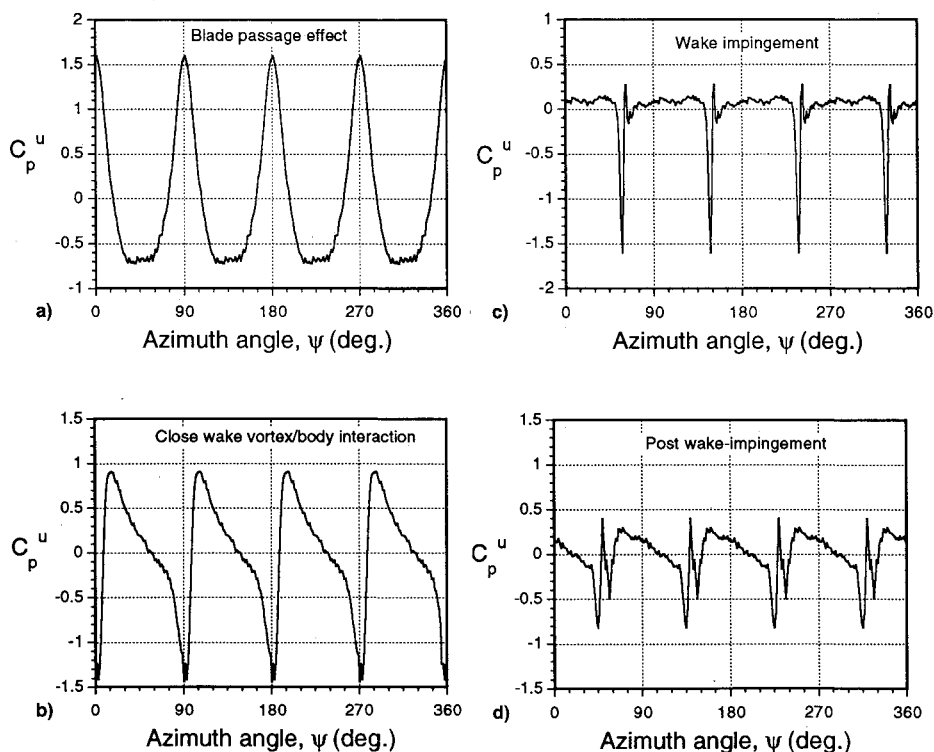 2
1.5
1
0.5
0
-0.5
-1
C_p^u
Blade passage effect
0 90 180 270 360
a)
Azimuth angle, ψ (deg.)
1
0.5
0
-0.5
-1
-1.5
-2
C_p^u
Wake impingement
0 90 180 270 360
c)
Azimuth angle, ψ (deg.)
1.5
1
0.5
0
-0.5
-1
-1.5
C_p^u
Close wake vortex/body interaction
0 90 180 270 360
b)
Azimuth angle, ψ (deg.)
1.5
1
0.5
0
-0.5
-1
-1.5
C_p^u
Post wake-impingement
0 90 180 270 360
d)
Azimuth angle, ψ (deg.)